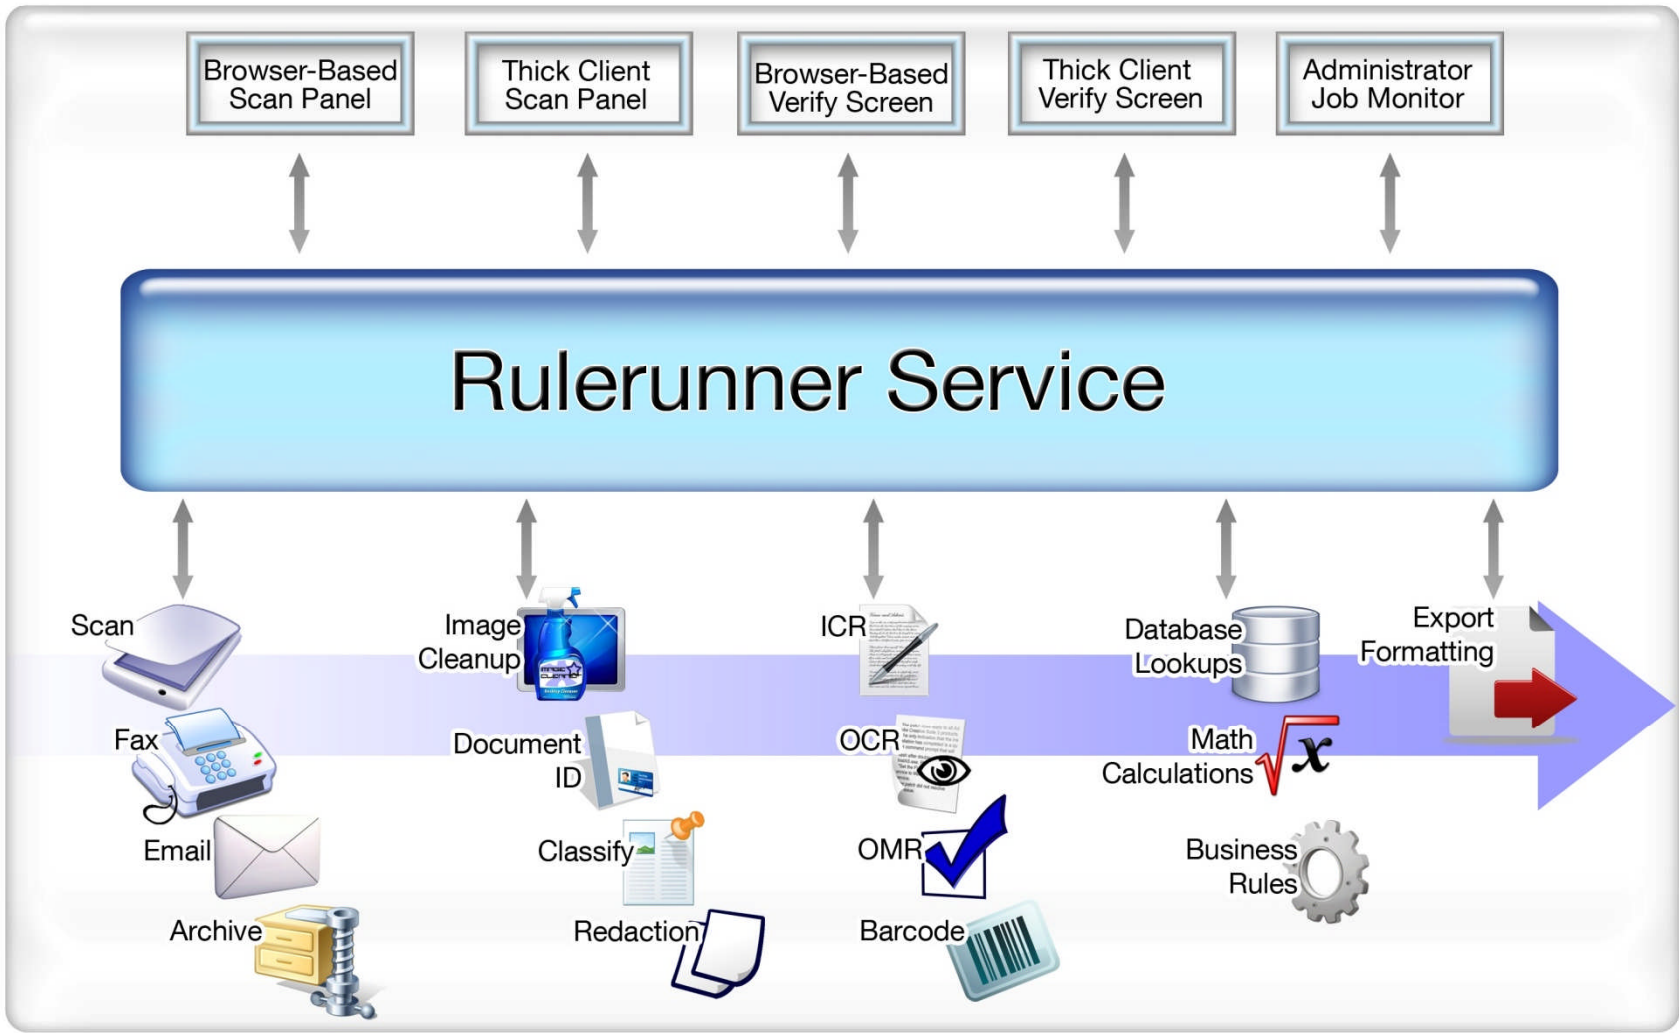 Browser-Based
Scan Panel
Thick Client
Scan Panel
Browser-Based
Verify Screen
Thick Client
Verify Screen
Administrator
Job Monitor
Rulerunner Service
Scan
Fax
Email
Archive
Image
Cleanup
MAGIC
CLEANER
Document
ID
Classify
Redaction
ICR
OCR
OMR
Barcode
Database
Lookups
Math
Calculations
x
Business
Rules
Export
Formatting